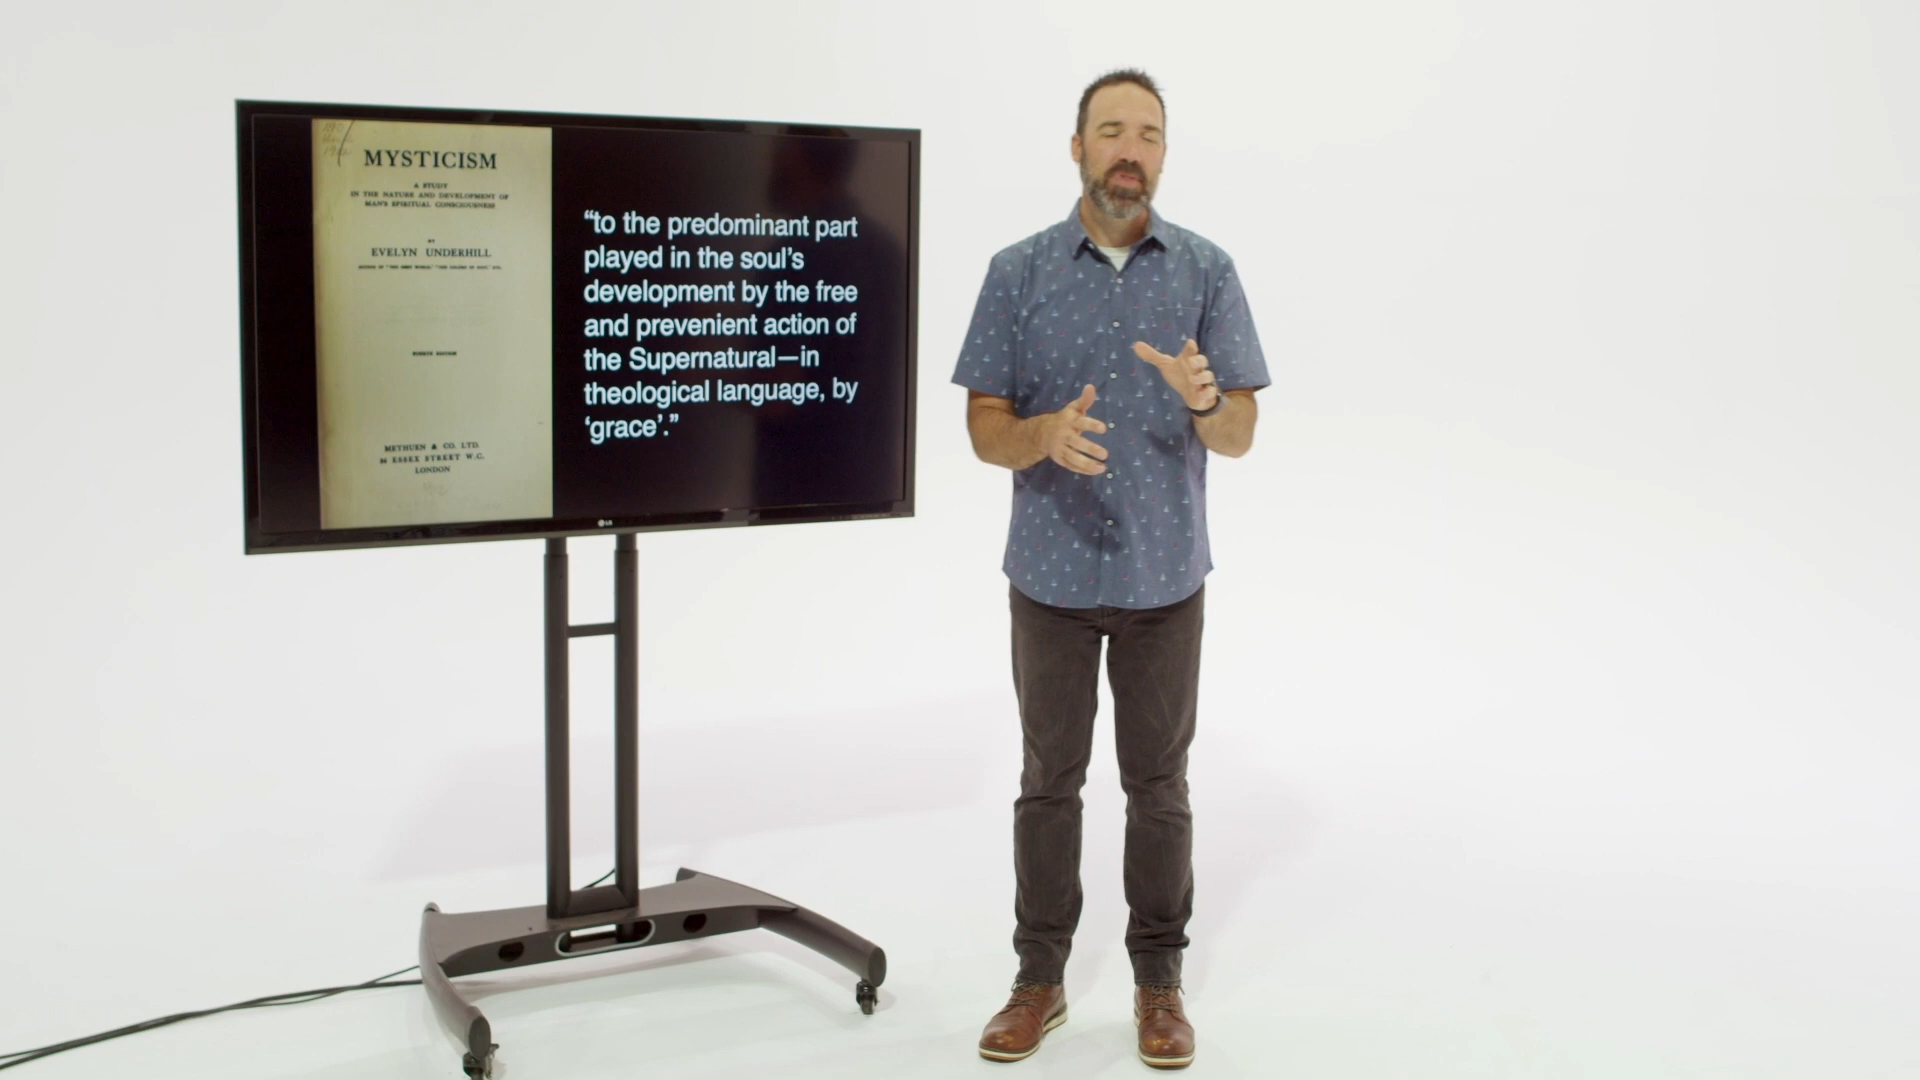 MYSTICISM
A STUDY
IN THE NATURE AND DEVELOPMENT OF
MAN'S SPIRITUAL CONSCIOUSNESS
BY
EVELYN UNDERHILL
METHUEN & CO. LTD.
36 ESSEX STREET W.C.
LONDON
“to the predominant part
played in the soul’s
development by the free
and prevenient action of
the Supernatural—in
theological language, by
‘grace’.”
LG